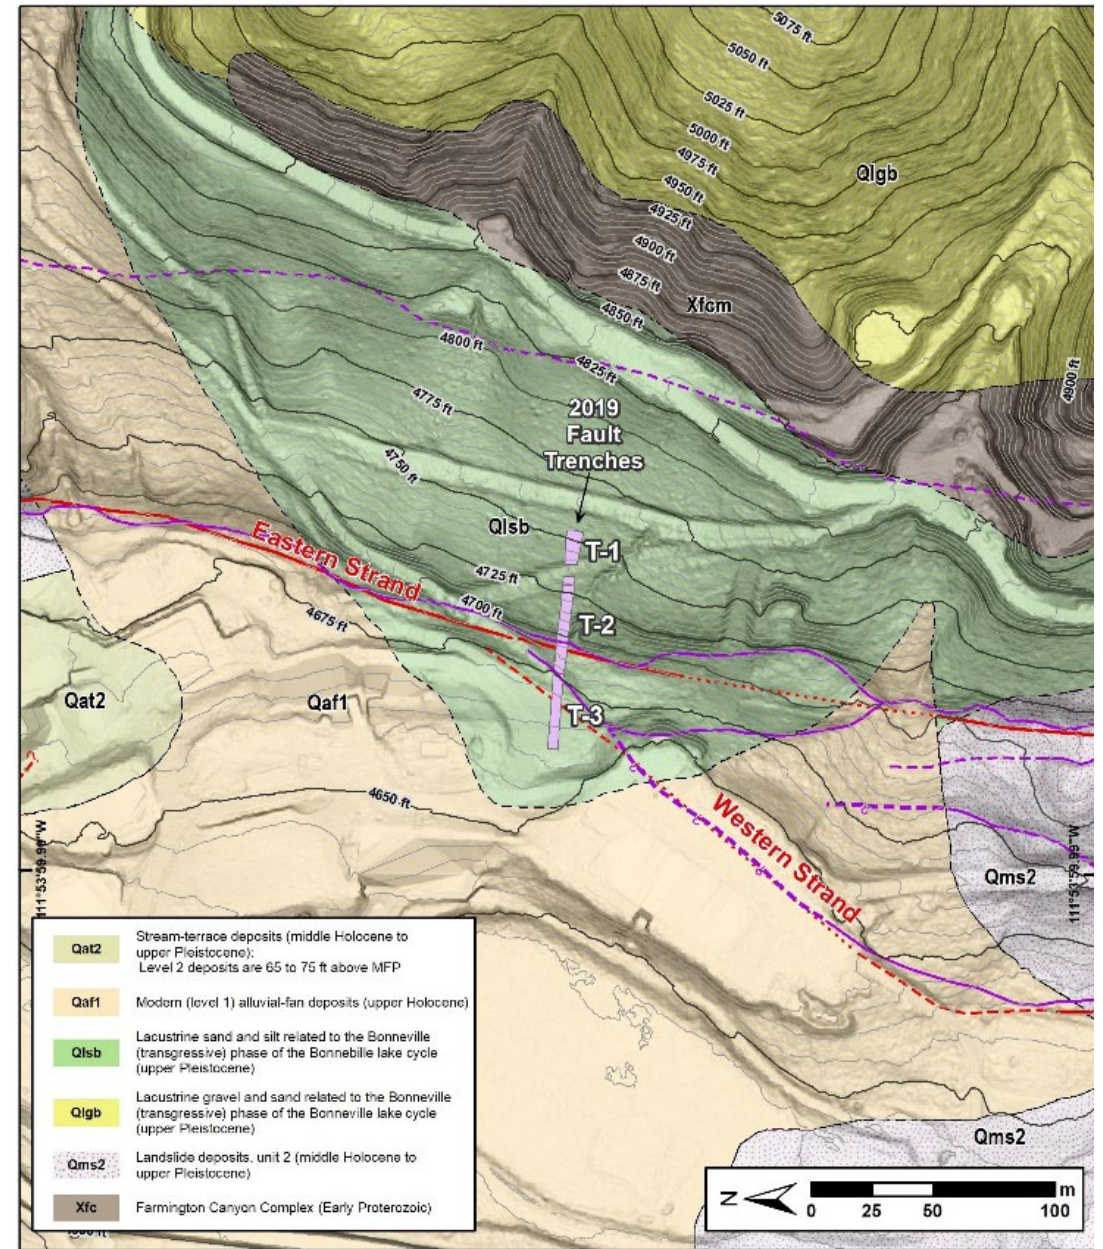 5075 ft
5050 ft
5025 ft
5000 ft
4975 ft
4950 ft
4925 ft
4900 ft
4875 ft
4850 ft
Qlgb
Xfcm
4900 ft
4800 ft
4825 ft
4775 ft
4750 ft
2019
Fault
Trenches
Qlsb
T-1
4725 ft
Eastern Strand
4700 ft
T-2
4675 ft
Qat2
Qaf1
T-3
4650 ft
Western Strand
111°53'59.99"W
111°53'59.99"W
Qms2
Qms2
Qat2
Stream-terrace deposits (middle Holocene to
upper Pleistocene):
Level 2 deposits are 65 to 75 ft above MFP
Qaf1
Modern (level 1) alluvial-fan deposits (upper Holocene)
Qlsb
Lacustrine sand and silt related to the Bonneville
(transgressive) phase of the Bonnebille lake cycle
(upper Pleistocene)
Qlgb
Lacustrine gravel and sand related to the Bonneville
(transgressive) phase of the Bonneville lake cycle
(upper Pleistocene)
Qms2
Landslide deposits, unit 2 (middle Holocene to
upper Pleistocene)
Xfc
Farmington Canyon Complex (Early Proterozoic)
N
m
0 25 50 100